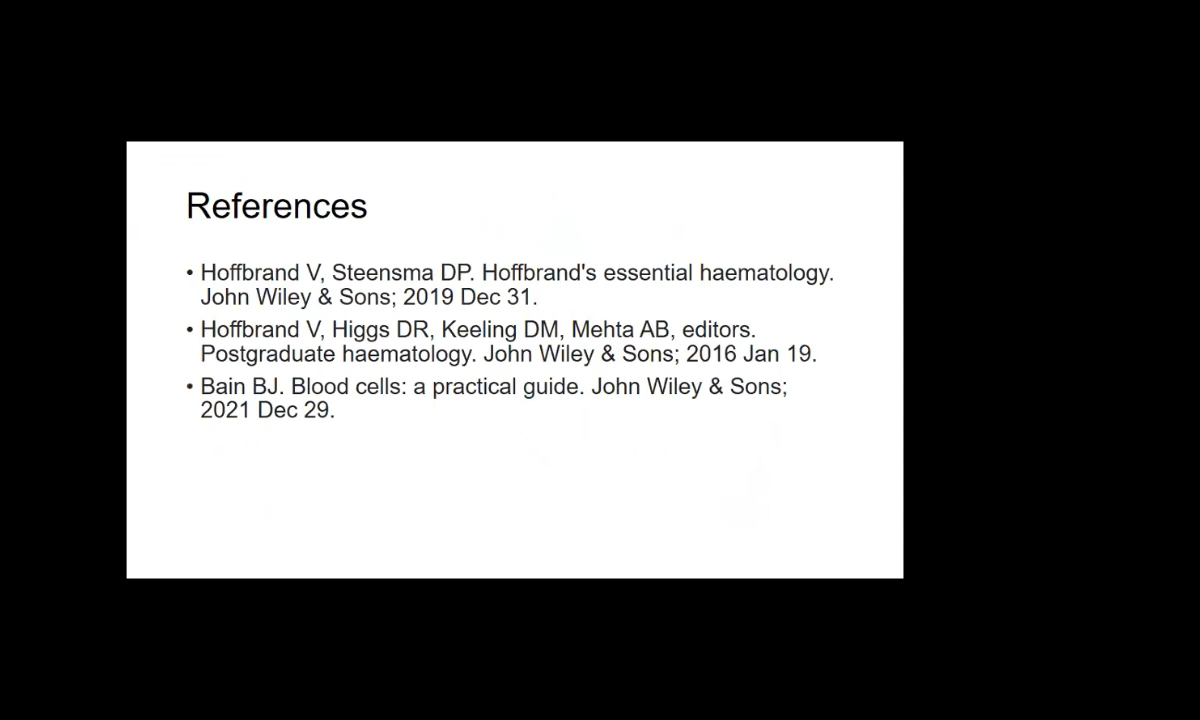 References
• Hoffbrand V, Steensma DP. Hoffbrand's essential haematology.
John Wiley & Sons; 2019 Dec 31.
• Hoffbrand V, Higgs DR, Keeling DM, Mehta AB, editors.
Postgraduate haematology. John Wiley & Sons; 2016 Jan 19.
• Bain BJ. Blood cells: a practical guide. John Wiley & Sons;
2021 Dec 29.